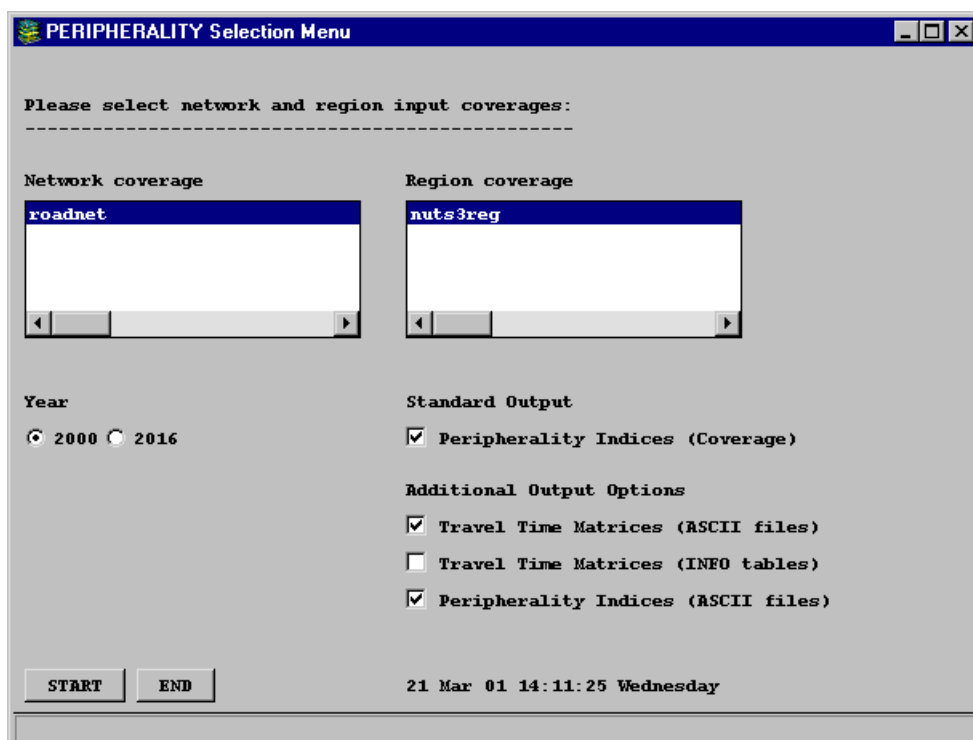 PERIPHERALITY Selection Menu
Please select network and region input coverages:
-------------------------------------------------
Network coverage
Region coverage
roadnet
nuts3reg
Year
Standard Output
2000 2016
Peripherality Indices (Coverage)
Additional Output Options
Travel Time Matrices (ASCII files)
Travel Time Matrices (INFO tables)
Peripherality Indices (ASCII files)
START
END
21 Mar 01 14:11:25 Wednesday